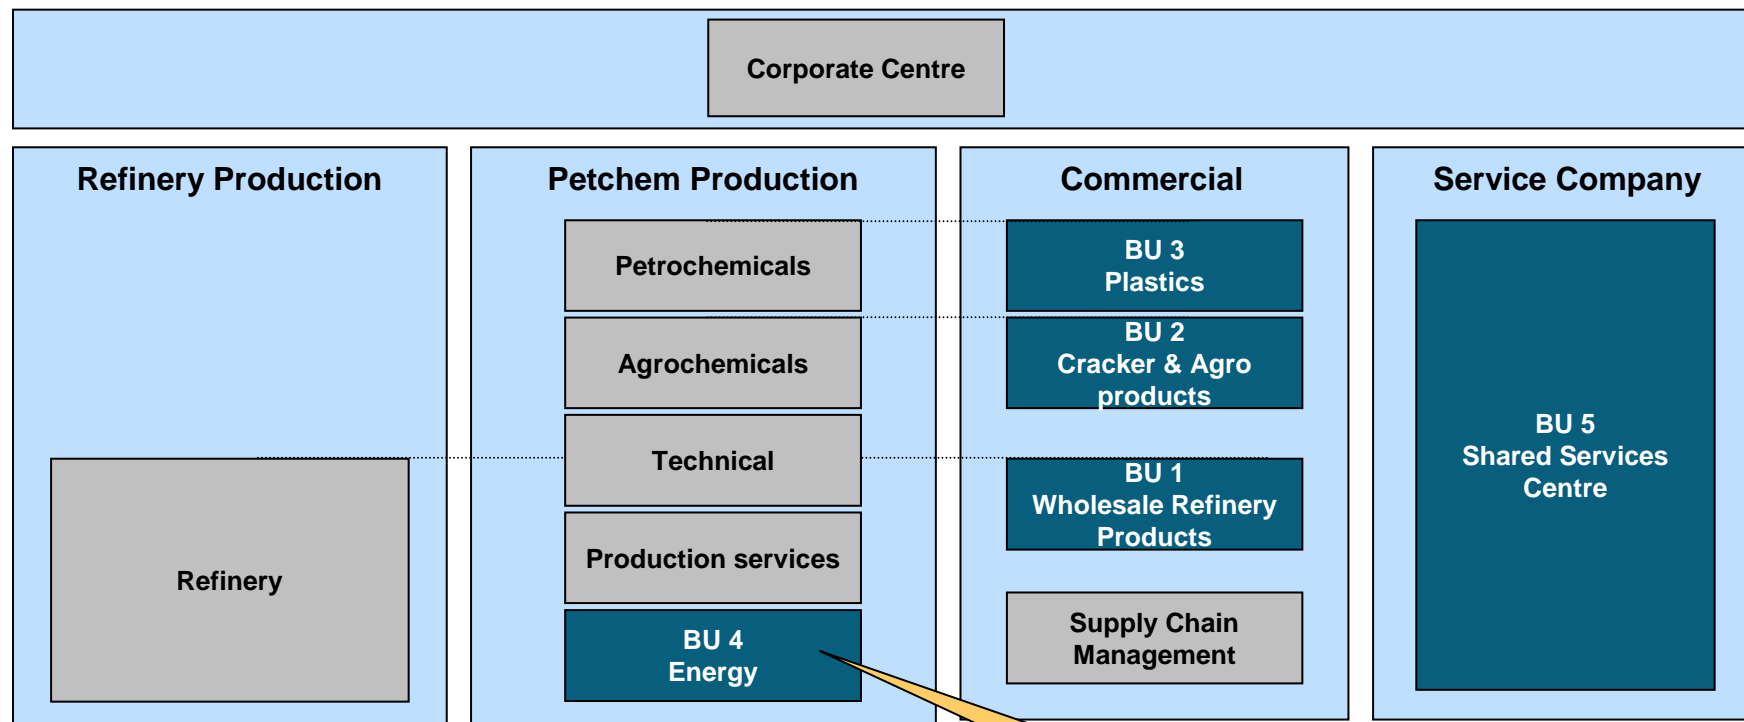 Corporate Centre
Refinery Production
Petchem Production
Commercial
Service Company
Petrochemicals
Agrochemicals
Technical
Production services
BU 4
Energy
Refinery
BU 3
Plastics
BU 2
Cracker & Agro
products
BU 1
Wholesale Refinery
Products
Supply Chain
Management
BU 5
Shared Services
Centre